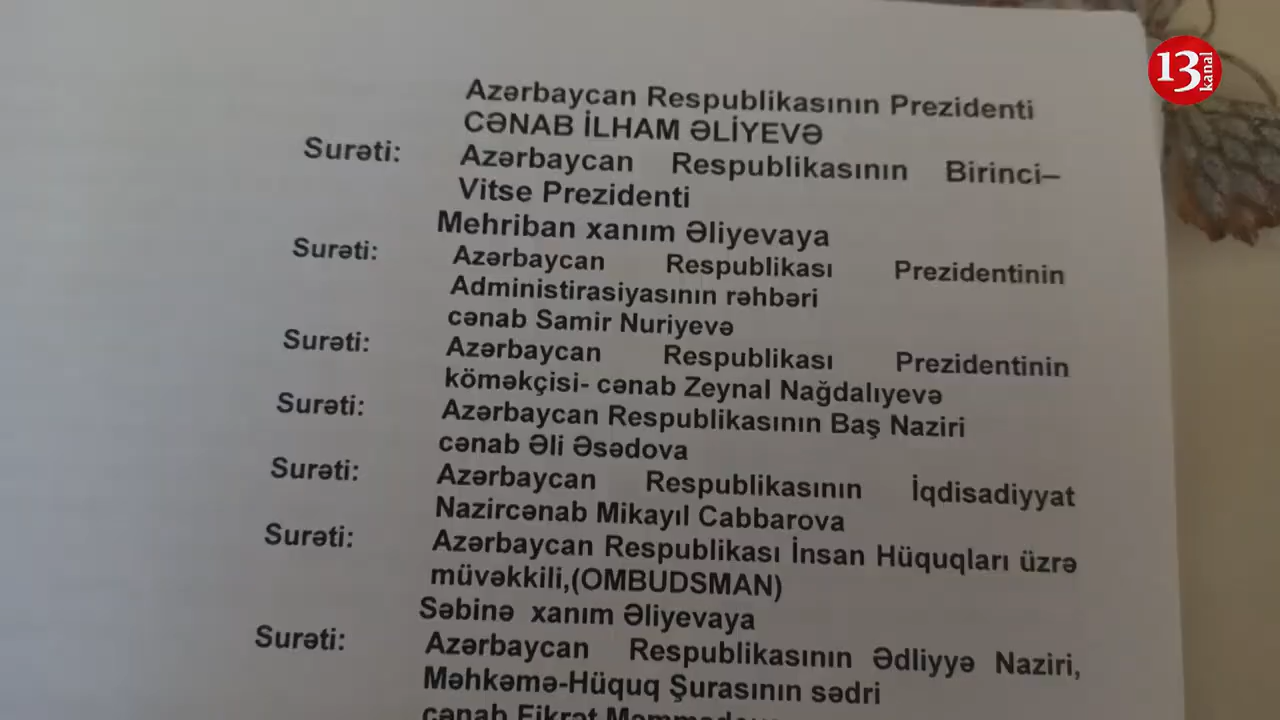 13 kanal
Azərbaycan Respublikasının Prezidenti
CƏNAB İLHAM ƏLİYEVƏ
Surəti: Azərbaycan Respublikasının Birinci–
Vitse Prezidenti
Mehriban xanım Əliyevaya
Surəti: Azərbaycan Respublikası Prezidentinin
Administirasiyasının rəhbəri
cənab Samir Nuriyevə
Surəti: Azərbaycan Respublikası Prezidentinin
köməkçisi- cənab Zeynal Nağdalıyevə
Surəti: Azərbaycan Respublikasının Baş Naziri
cənab Əli Əsədova
Surəti: Azərbaycan Respublikasının İqdisadiyyat
Nazircənab Mikayıl Cabbarova
Surəti: Azərbaycan Respublikası İnsan Hüquqları üzrə
müvəkkili,(OMBUDSMAN)
Səbinə xanım Əliyevaya
Surəti: Azərbaycan Respublikasının Ədliyyə Naziri,
Məhkəmə-Hüquq Şurasının sədri
cənab Fikrət